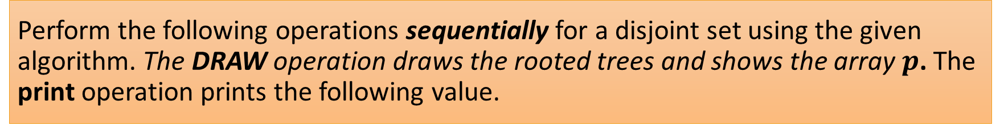 Perform the following operations sequentially for a disjoint set using the given
algorithm. The DRAW operation draws the rooted trees and shows the array p. The
print operation prints the following value.